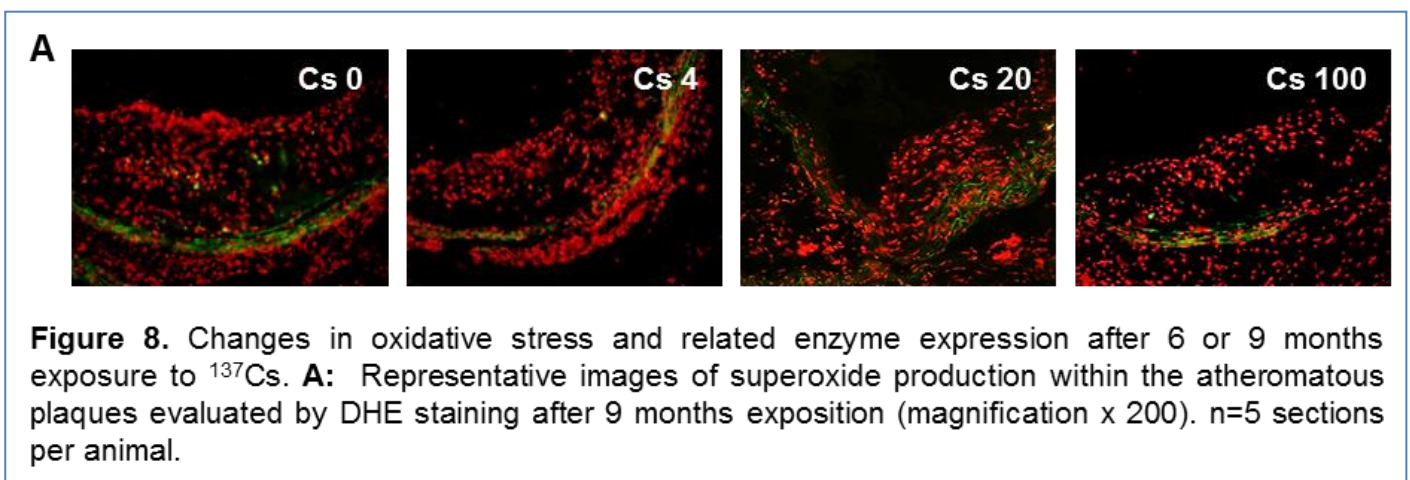 A
Cs 0
Cs 4
Cs 20
Cs 100
Figure 8. Changes in oxidative stress and related enzyme expression after 6 or 9 months
exposure to ¹³⁷Cs. A: Representative images of superoxide production within the atheromatous
plaques evaluated by DHE staining after 9 months exposition (magnification x 200). n=5 sections
per animal.